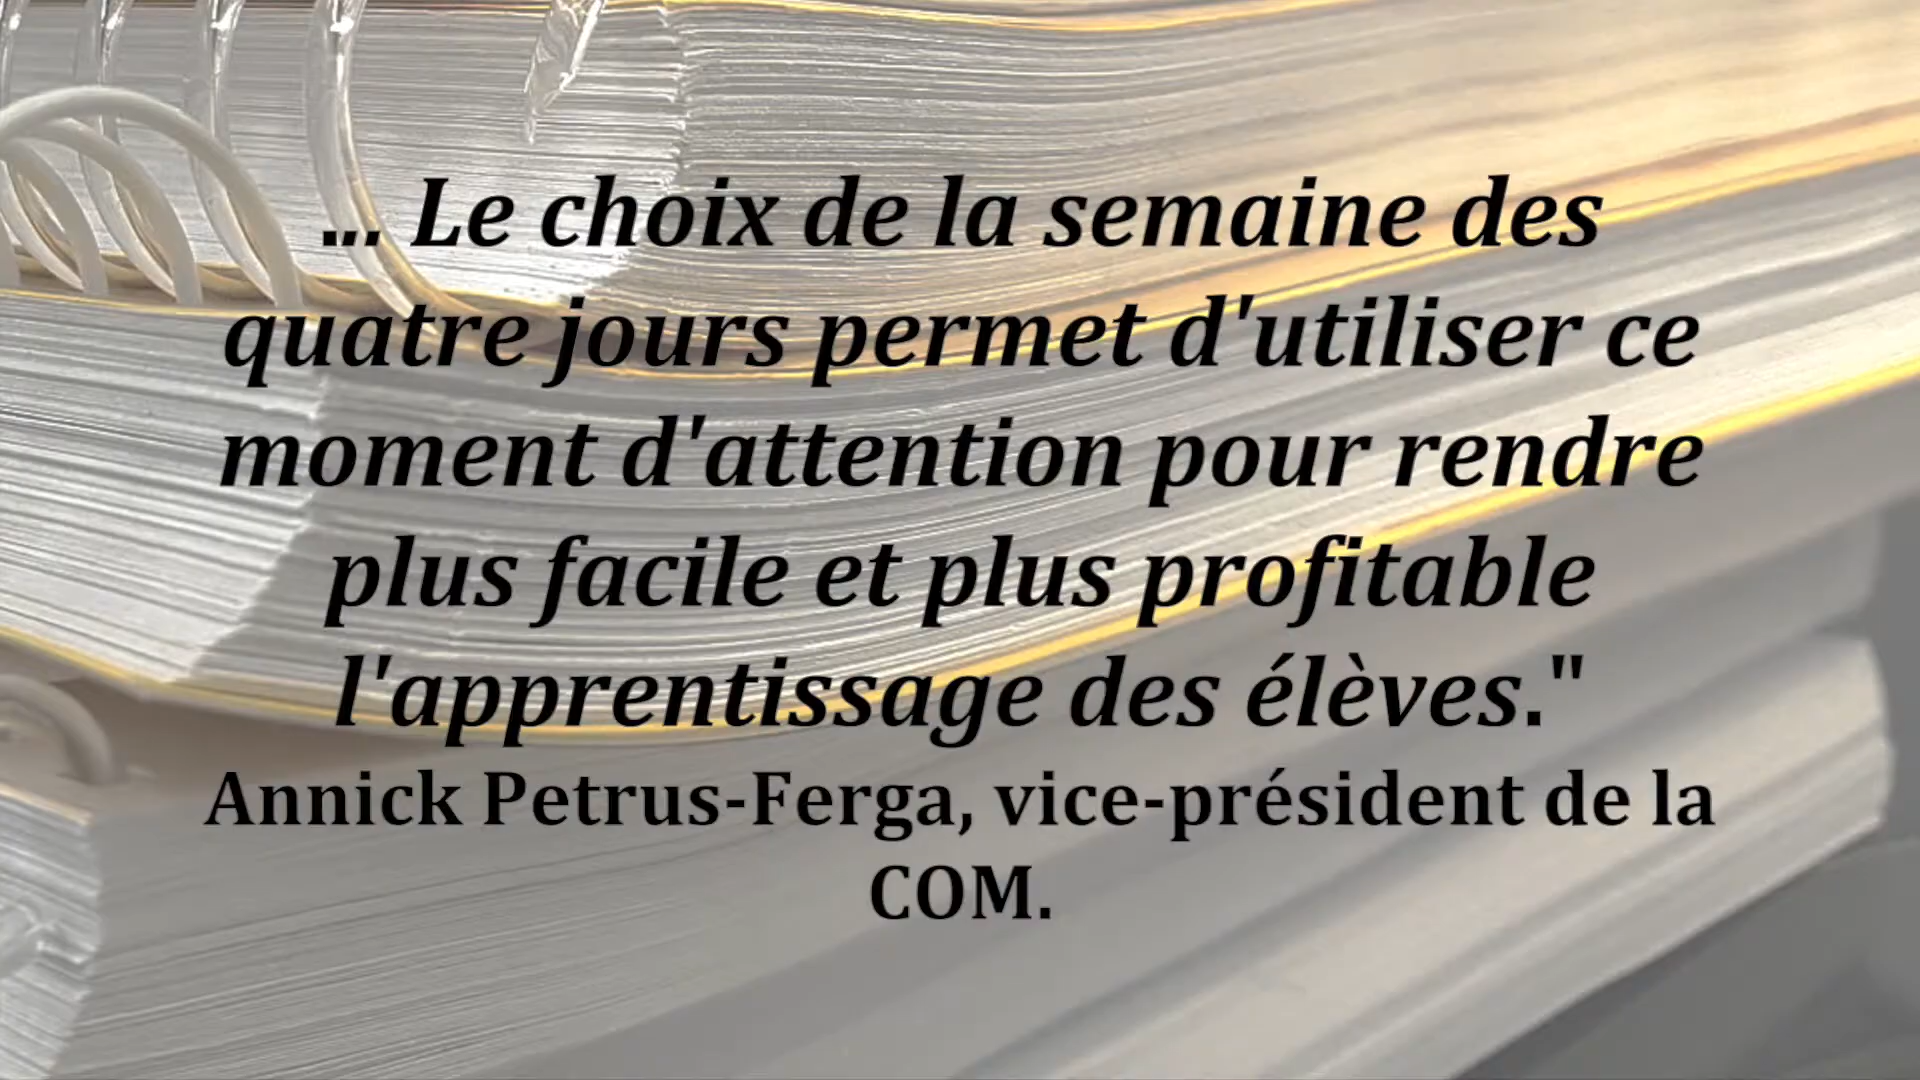 ... Le choix de la semaine des
quatre jours permet d'utiliser ce
moment d'attention pour rendre
plus facile et plus profitable
l'apprentissage des élèves."
Annick Petrus-Ferga, vice-président de la
COM.